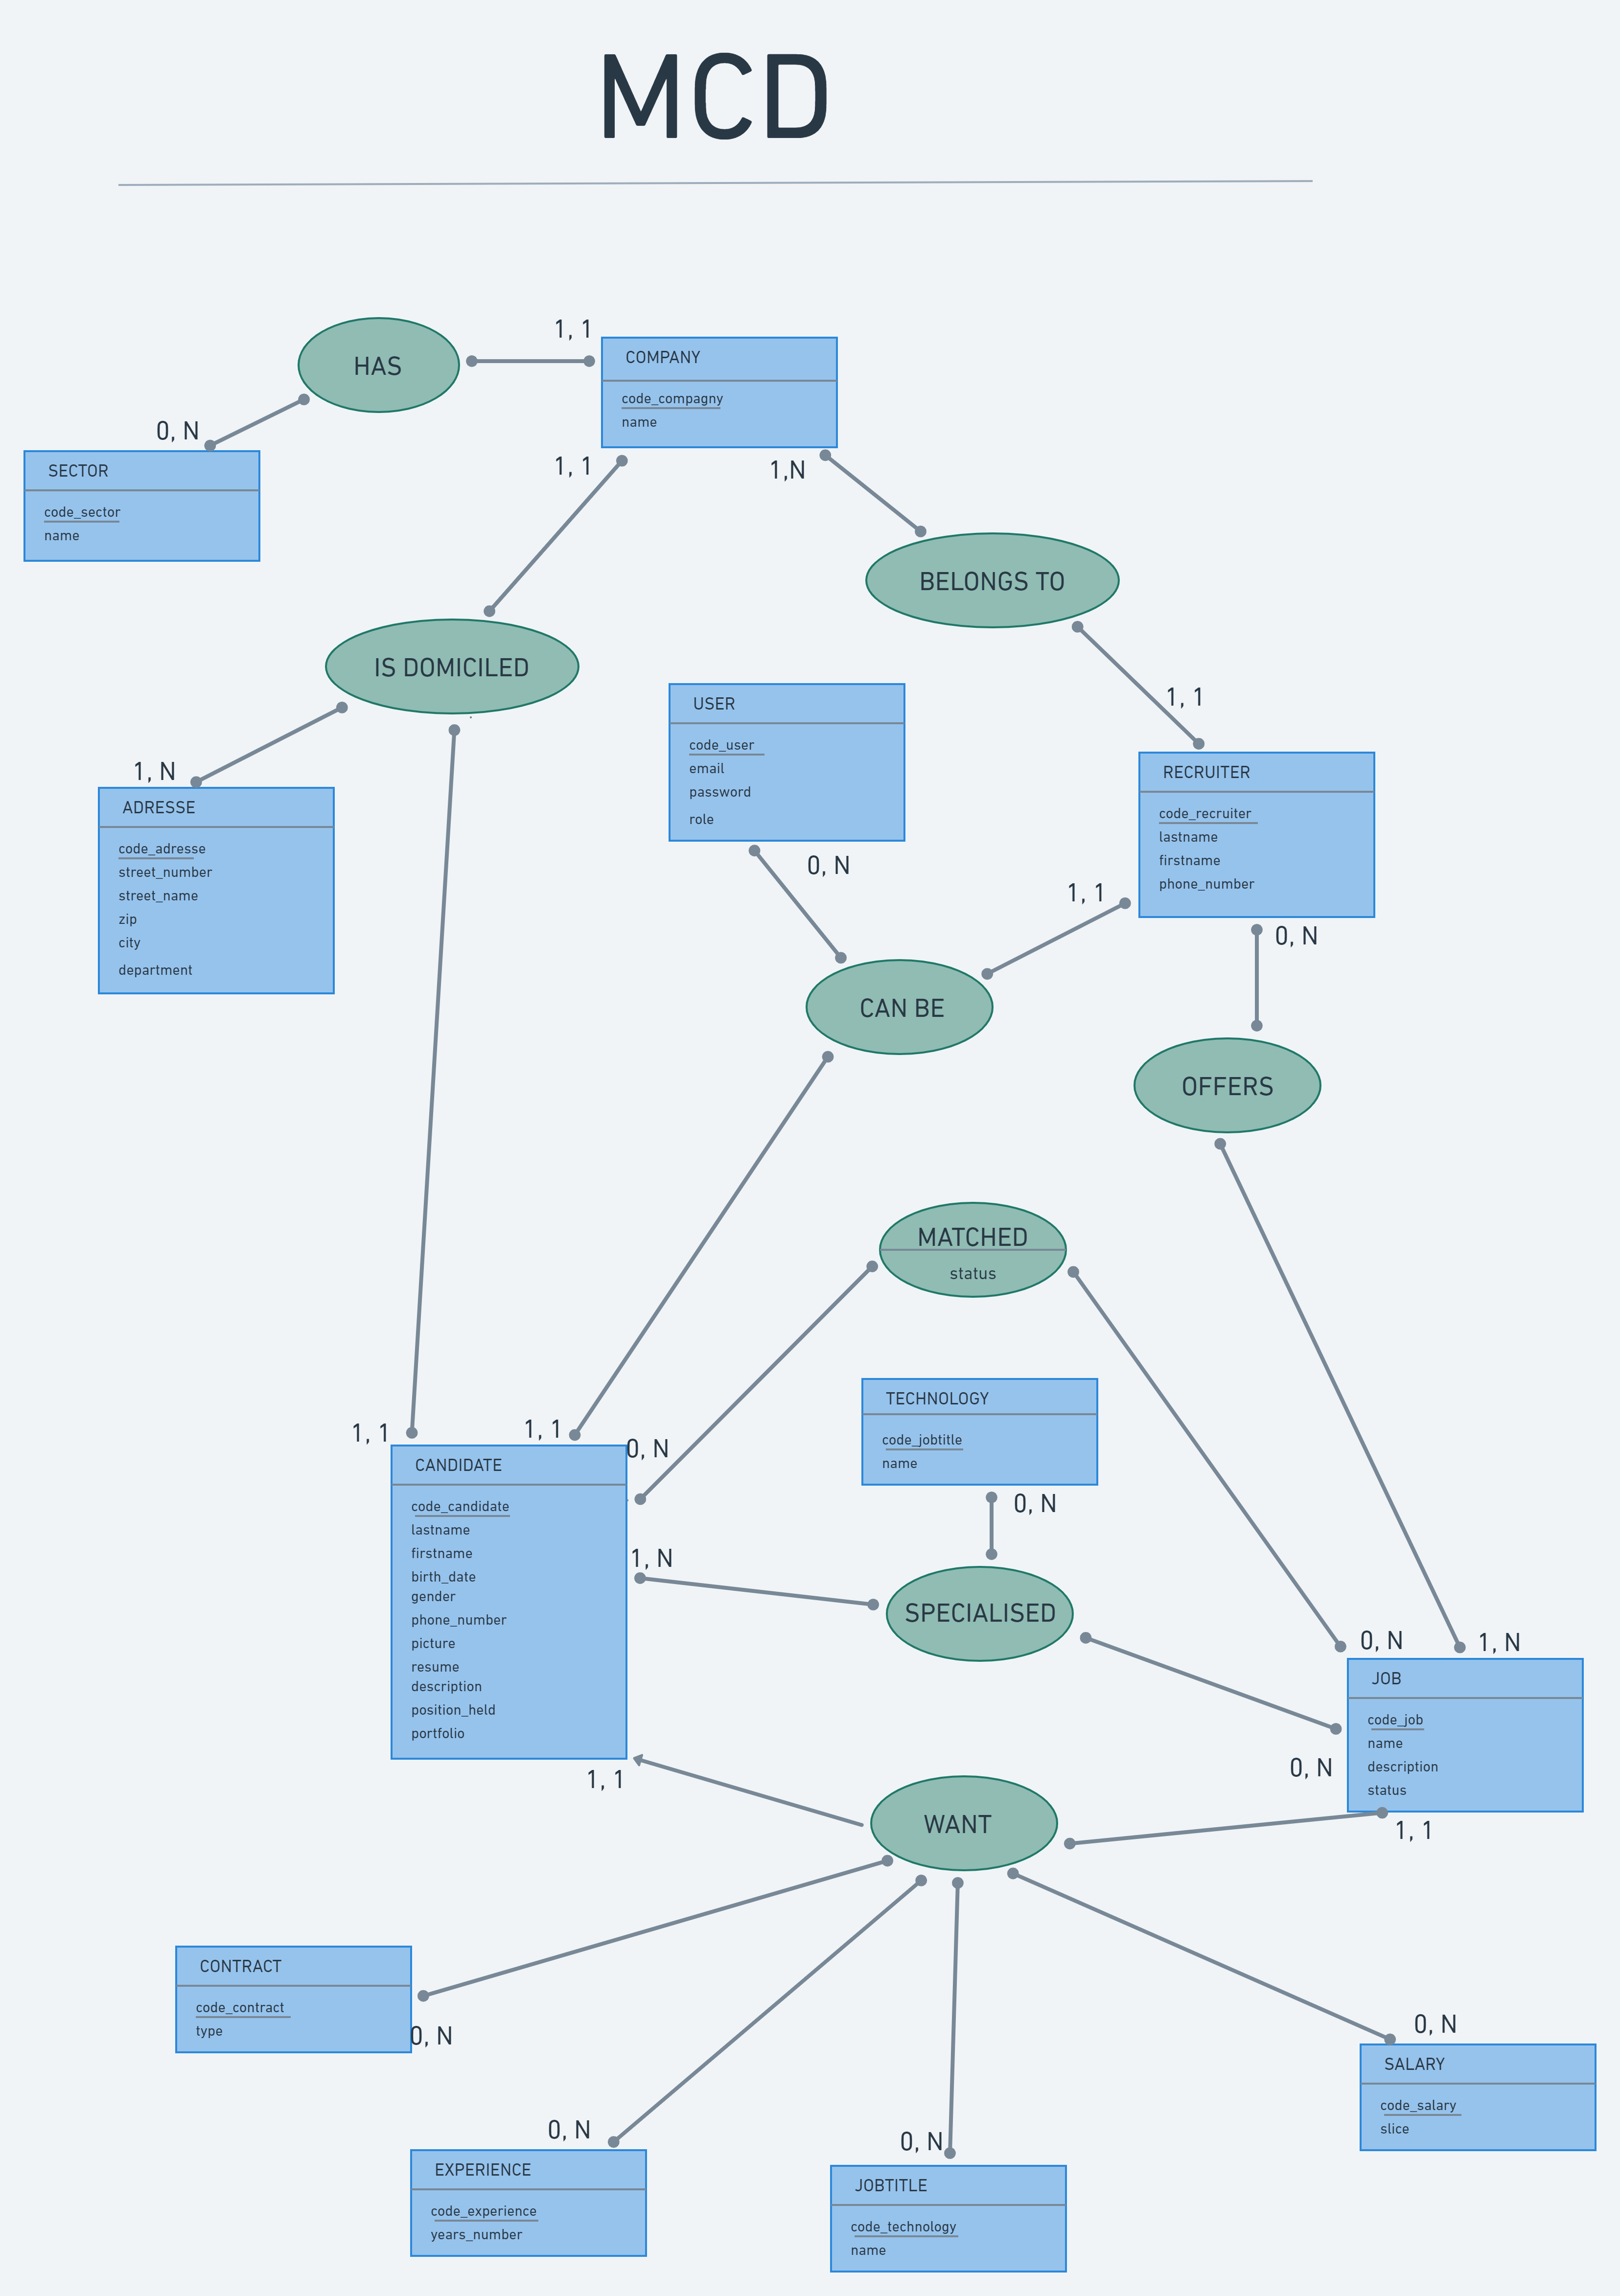 MCD
HAS
1, 1
COMPANY
code_compagny
name
0, N
1, 1
1,N
SECTOR
code_sector
name
BELONGS TO
IS DOMICILED
1, 1
USER
code_user
email
password
role
1, N
ADRESSE
code_adresse
street_number
street_name
zip
city
department
RECRUITER
code_recruiter
lastname
firstname
phone_number
0, N
1, 1
0, N
CAN BE
OFFERS
MATCHED
status
TECHNOLOGY
code_jobtitle
name
0, N
1, 1
1, 1
0, N
CANDIDATE
code_candidate
lastname
firstname
birth_date
gender
phone_number
picture
resume
description
position_held
portfolio
1, N
SPECIALISED
0, N
1, N
JOB
code_job
name
description
status
0, N
1, 1
1, 1
WANT
CONTRACT
code_contract
type
0, N
0, N
SALARY
code_salary
slice
0, N
EXPERIENCE
code_experience
years_number
0, N
JOBTITLE
code_technology
name